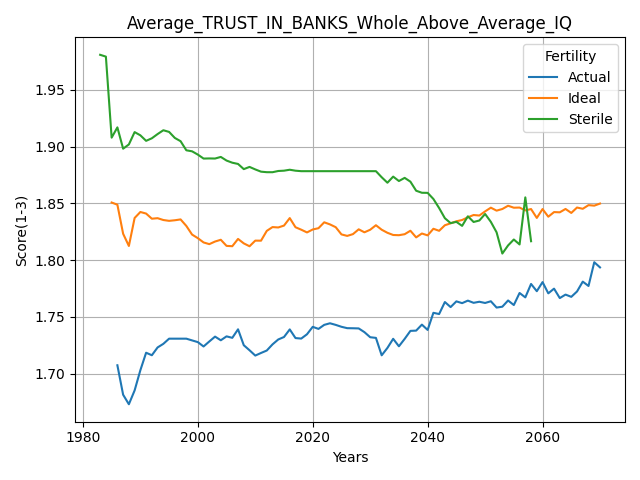 Average_TRUST_IN_BANKS_Whole_Above_Average_IQ
Fertility
Actual
Ideal
Sterile
Score(1-3)
1.95
1.90
1.85
1.80
1.75
1.70
1980
2000
2020
2040
2060
Years